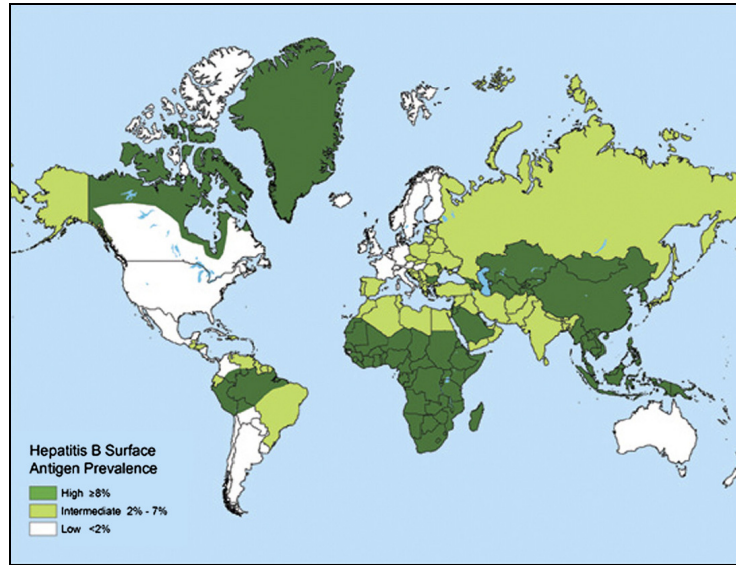 Hepatitis B Surface
Antigen Prevalence
High ≥8%
Intermediate 2% - 7%
Low <2%